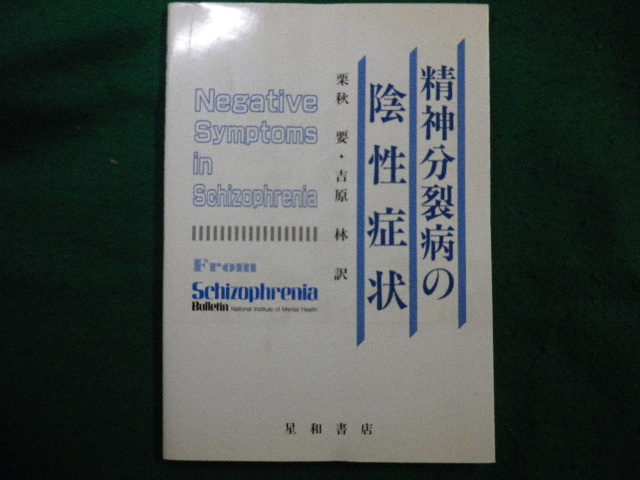 精神分裂病の
陰性症状
栗秋 要・吉原 林 訳
Negative
Symptoms
in
Schizophrenia
From
Schizophrenia
Bulletin National Institute of Mental Health
星和書店